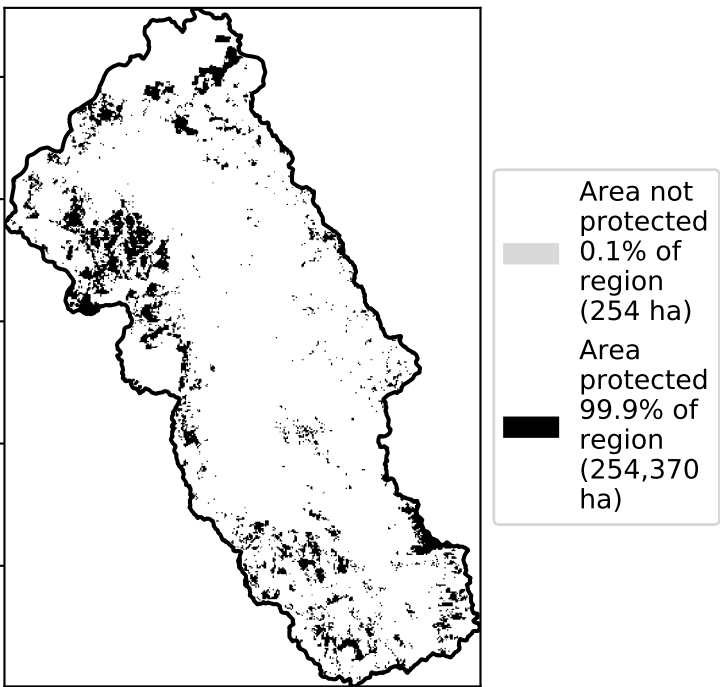 Area not
protected
0.1% of
region
(254 ha)
Area
protected
99.9% of
region
(254,370
ha)